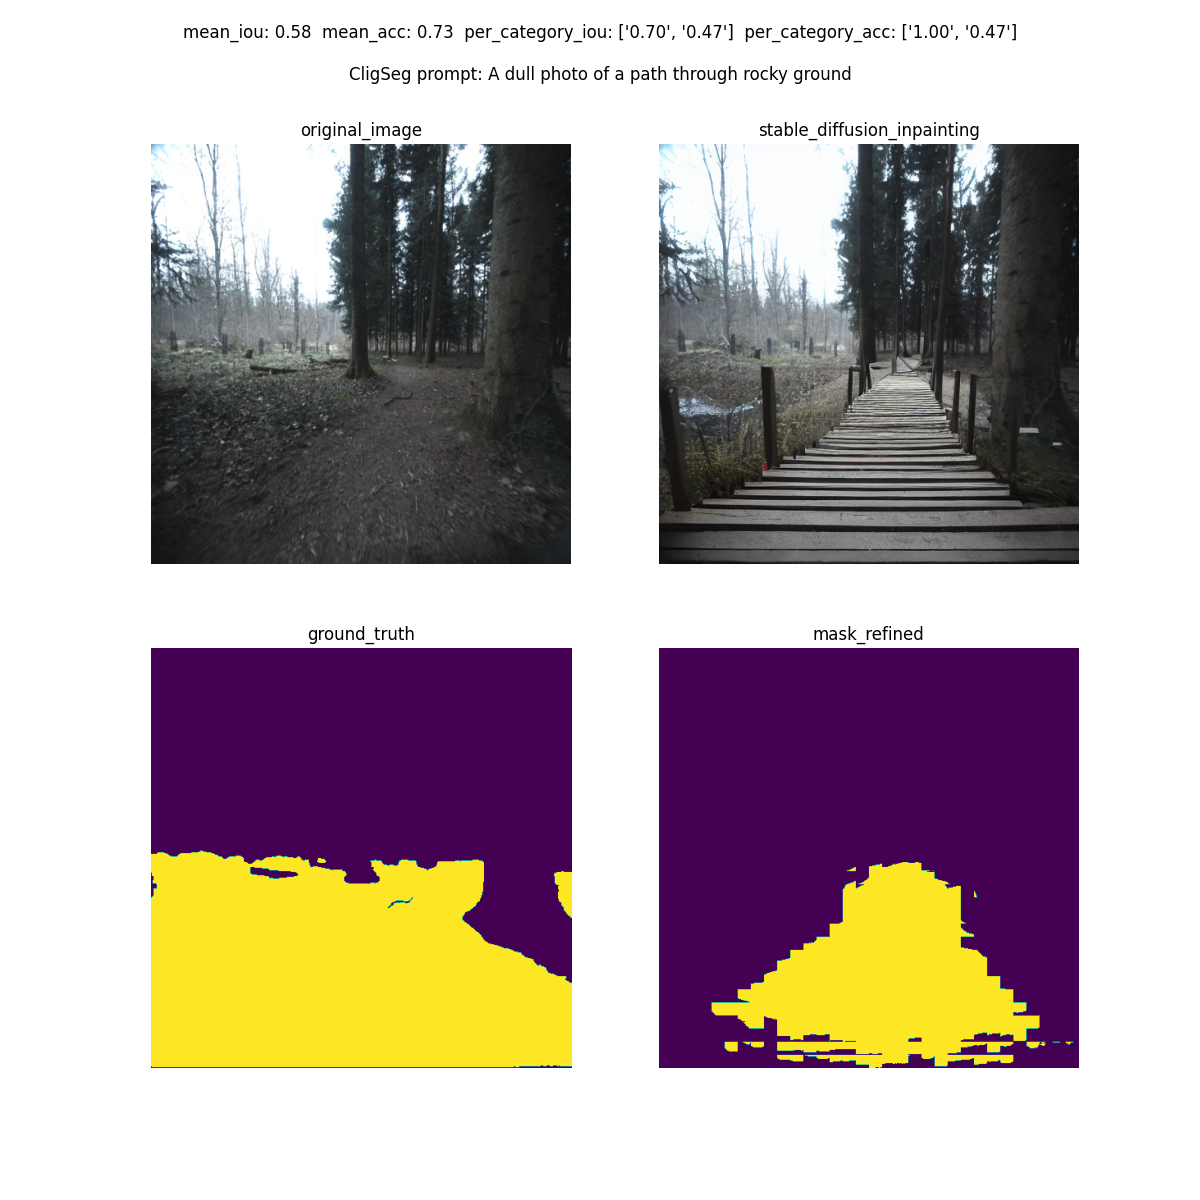 mean_iou: 0.58  mean_acc: 0.73  per_category_iou: ['0.70', '0.47']  per_category_acc: ['1.00', '0.47']
CligSeg prompt: A dull photo of a path through rocky ground
original_image
stable_diffusion_inpainting
ground_truth
mask_refined